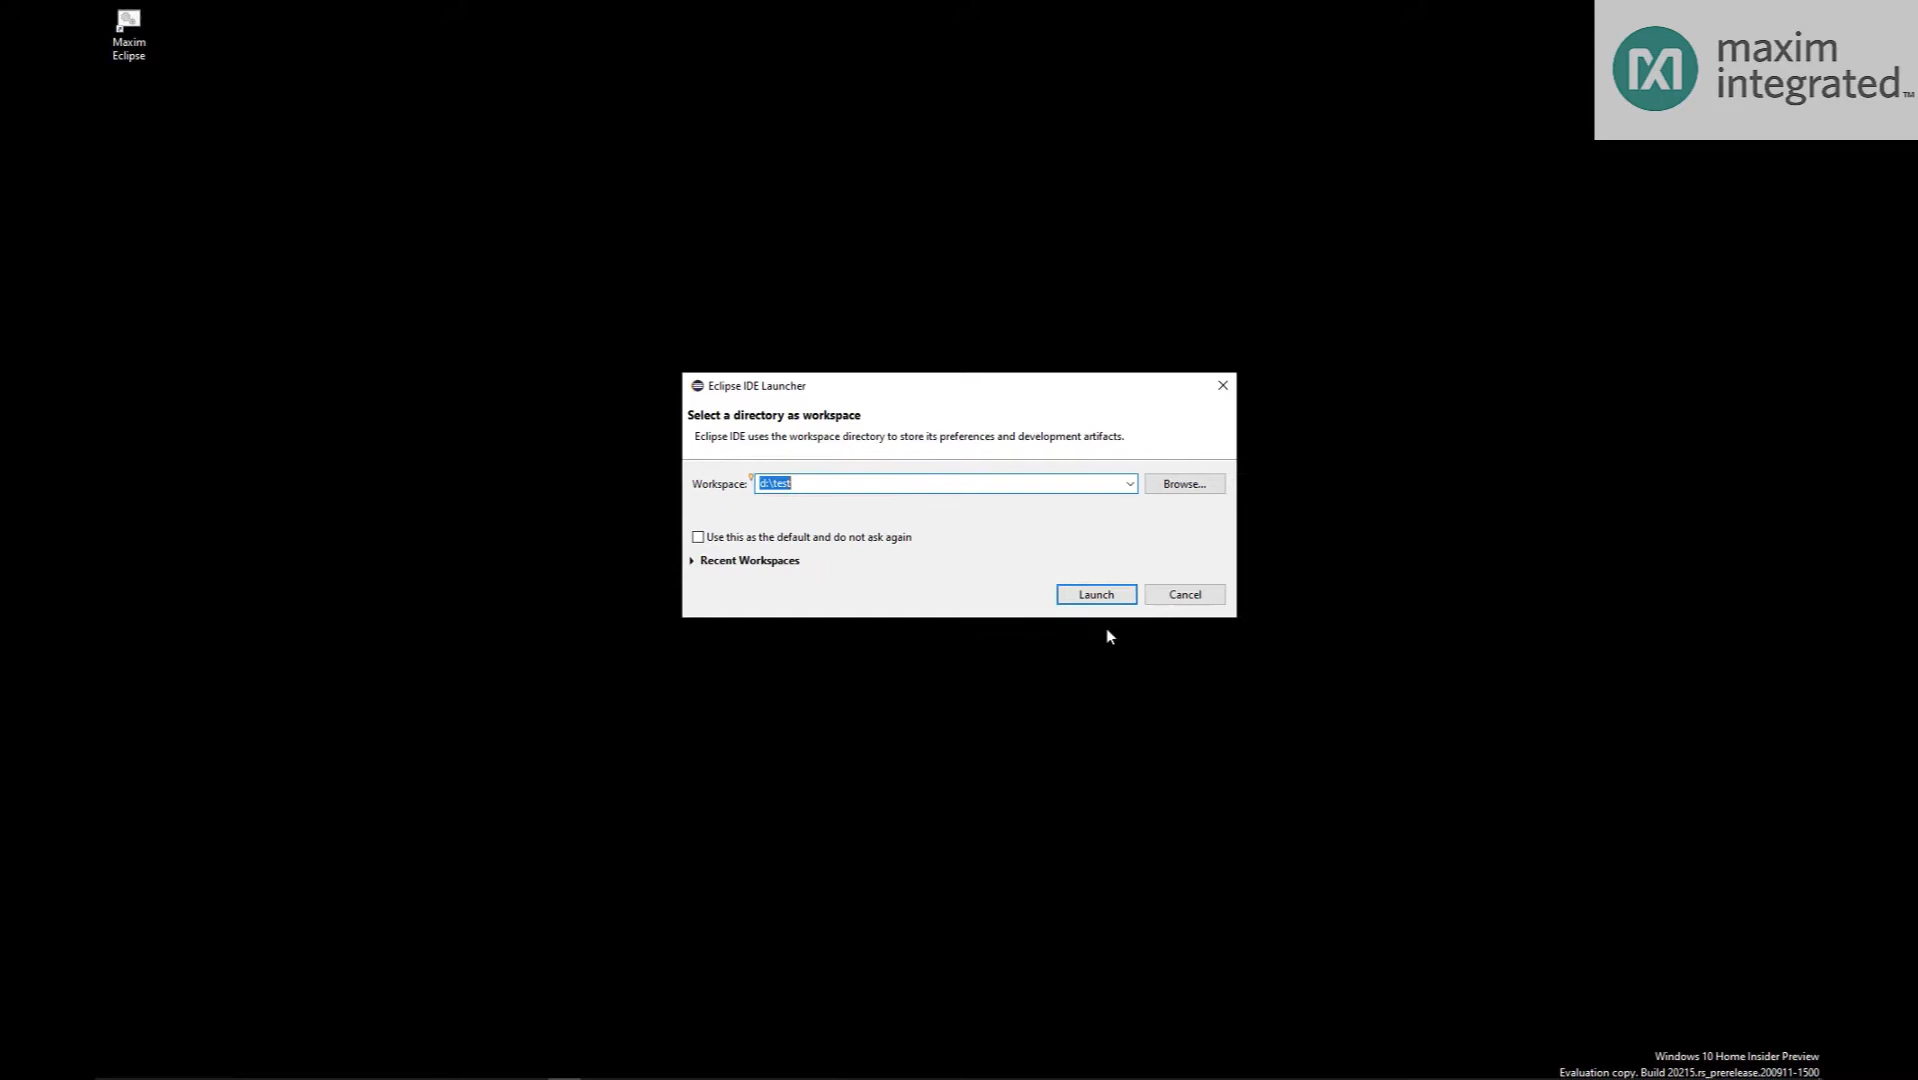 Maxim
Eclipse
maxim
integrated™
Eclipse IDE Launcher
Select a directory as workspace
Eclipse IDE uses the workspace directory to store its preferences and development artifacts.
Workspace: d:\test Browse...
Use this as the default and do not ask again
Recent Workspaces
Launch Cancel
Windows 10 Home Insider Preview
Evaluation copy. Build 20215.rs_prerelease.200911-1500